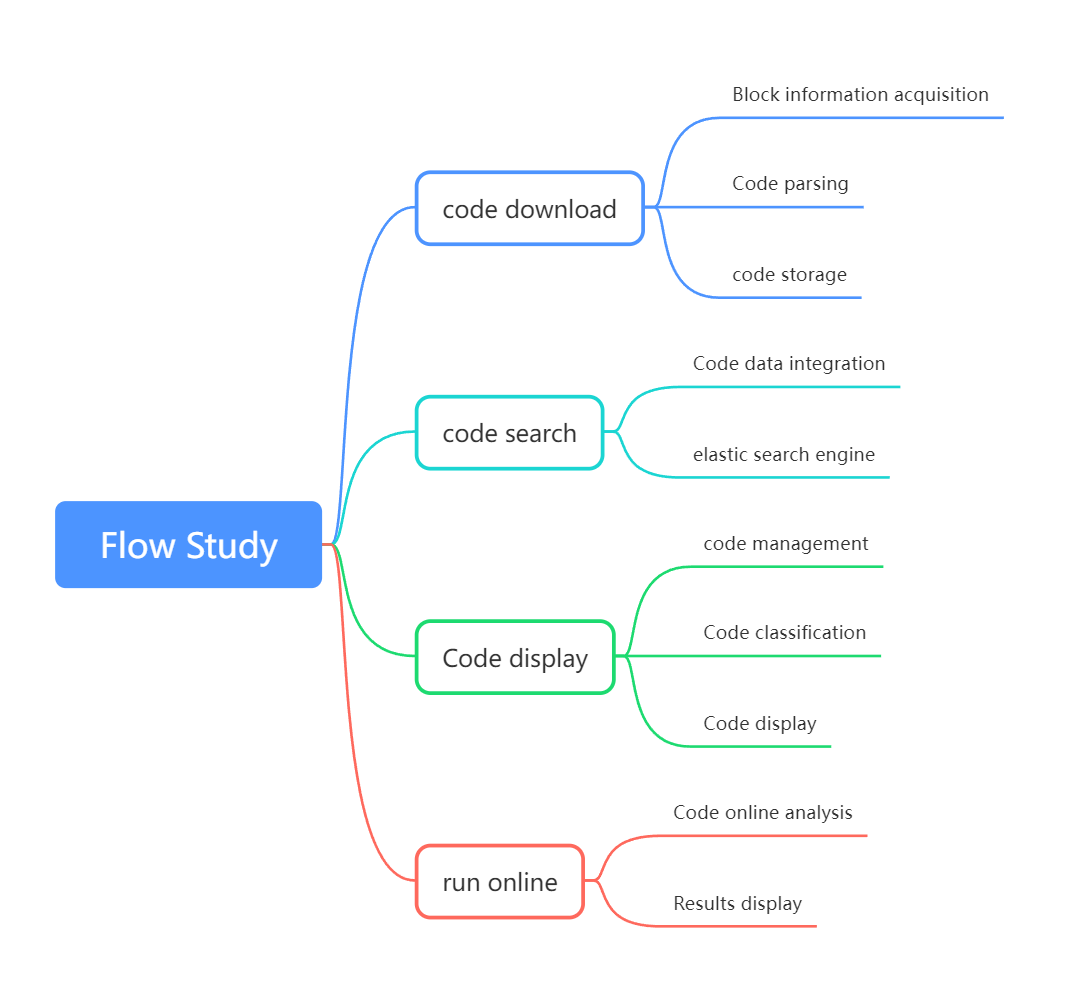 Flow Study
code download
Block information acquisition
Code parsing
code storage
code search
Code data integration
elastic search engine
Code display
code management
Code classification
Code display
run online
Code online analysis
Results display